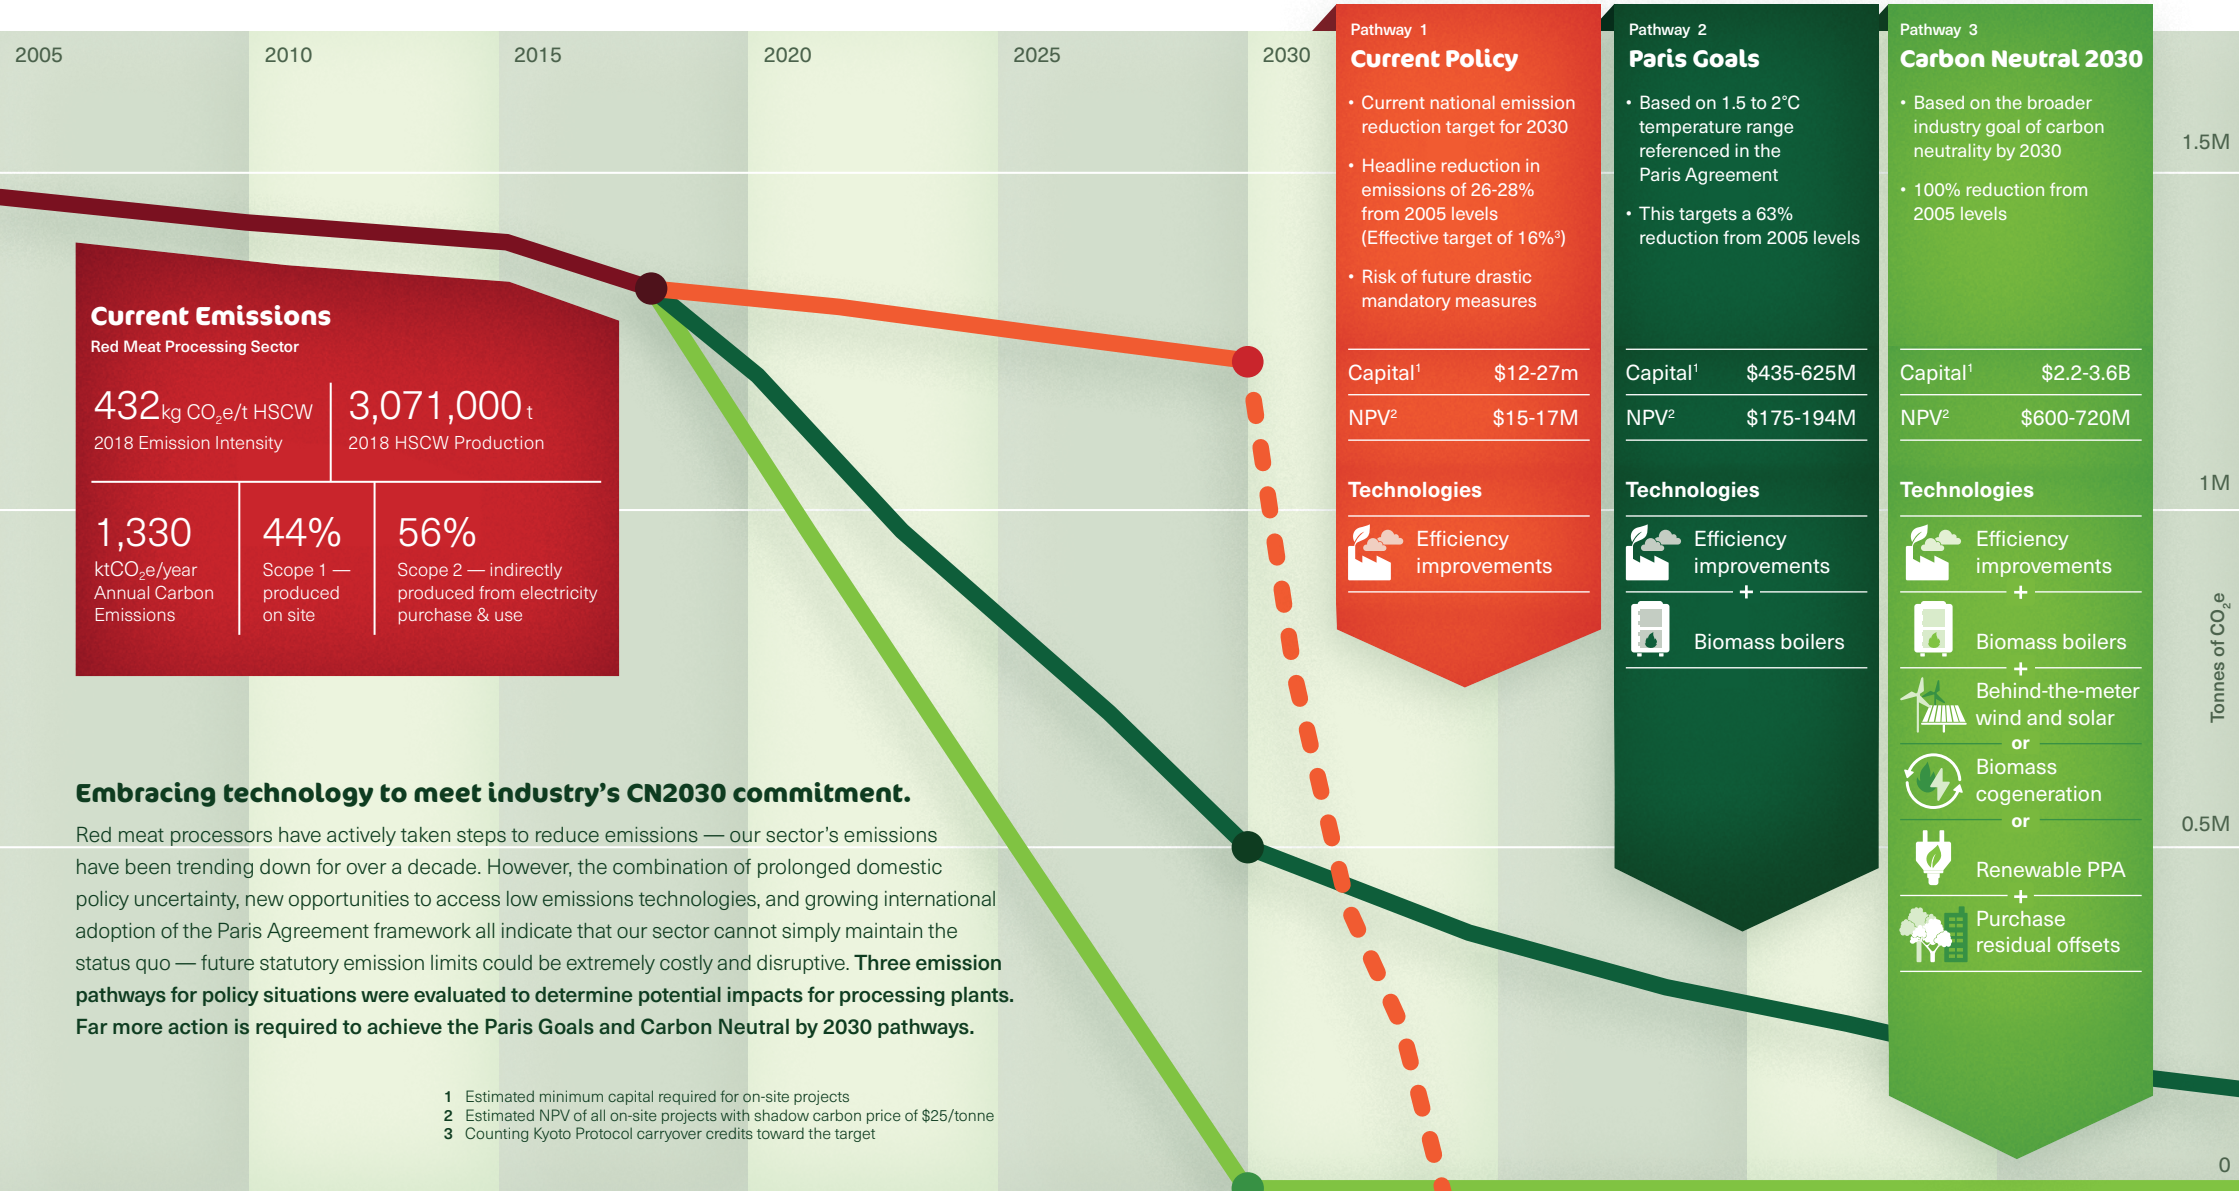 2005
2010
2015
2020
2025
2030
Pathway 1
Current Policy
• Current national emission
reduction target for 2030
• Headline reduction in
emissions of 26-28%
from 2005 levels
(Effective target of 16%³)
• Risk of future drastic
mandatory measures
Capital¹ $12-27m
NPV² $15-17M
Technologies
Efficiency
improvements
Pathway 2
Paris Goals
• Based on 1.5 to 2°C
temperature range
referenced in the
Paris Agreement
• This targets a 63%
reduction from 2005 levels
Capital¹ $435-625M
NPV² $175-194M
Technologies
Efficiency
improvements
+
Biomass boilers
Pathway 3
Carbon Neutral 2030
• Based on the broader
industry goal of carbon
neutrality by 2030
• 100% reduction from
2005 levels
Capital¹ $2.2-3.6B
NPV² $600-720M
Technologies
Efficiency
improvements
+
Biomass boilers
+
Behind-the-meter
wind and solar
or
Biomass
cogeneration
or
Renewable PPA
+
Purchase
residual offsets
1.5M
1M
Tonnes of CO₂e
0.5M
0
Current Emissions
Red Meat Processing Sector
432kg CO₂e/t HSCW
2018 Emission Intensity
3,071,000 t
2018 HSCW Production
1,330
ktCO₂e/year
Annual Carbon
Emissions
44%
Scope 1 —
produced
on site
56%
Scope 2 — indirectly
produced from electricity
purchase & use
Embracing technology to meet industry's CN2030 commitment.
Red meat processors have actively taken steps to reduce emissions — our sector's emissions
have been trending down for over a decade. However, the combination of prolonged domestic
policy uncertainty, new opportunities to access low emissions technologies, and growing international
adoption of the Paris Agreement framework all indicate that our sector cannot simply maintain the
status quo — future statutory emission limits could be extremely costly and disruptive. Three emission
pathways for policy situations were evaluated to determine potential impacts for processing plants.
Far more action is required to achieve the Paris Goals and Carbon Neutral by 2030 pathways.
1 Estimated minimum capital required for on-site projects
2 Estimated NPV of all on-site projects with shadow carbon price of $25/tonne
3 Counting Kyoto Protocol carryover credits toward the target